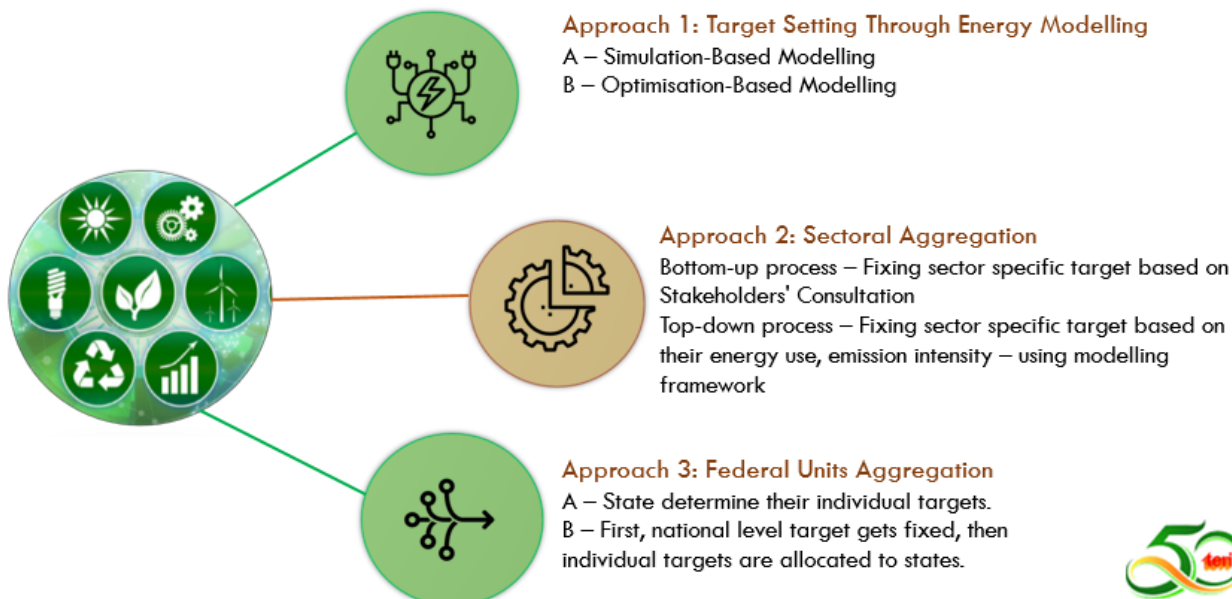 Approach 1: Target Setting Through Energy Modelling
A – Simulation-Based Modelling
B – Optimisation-Based Modelling
Approach 2: Sectoral Aggregation
Bottom-up process – Fixing sector specific target based on
Stakeholders' Consultation
Top-down process – Fixing sector specific target based on
their energy use, emission intensity – using modelling
framework
Approach 3: Federal Units Aggregation
A – State determine their individual targets.
B – First, national level target gets fixed, then
individual targets are allocated to states.
50
teri